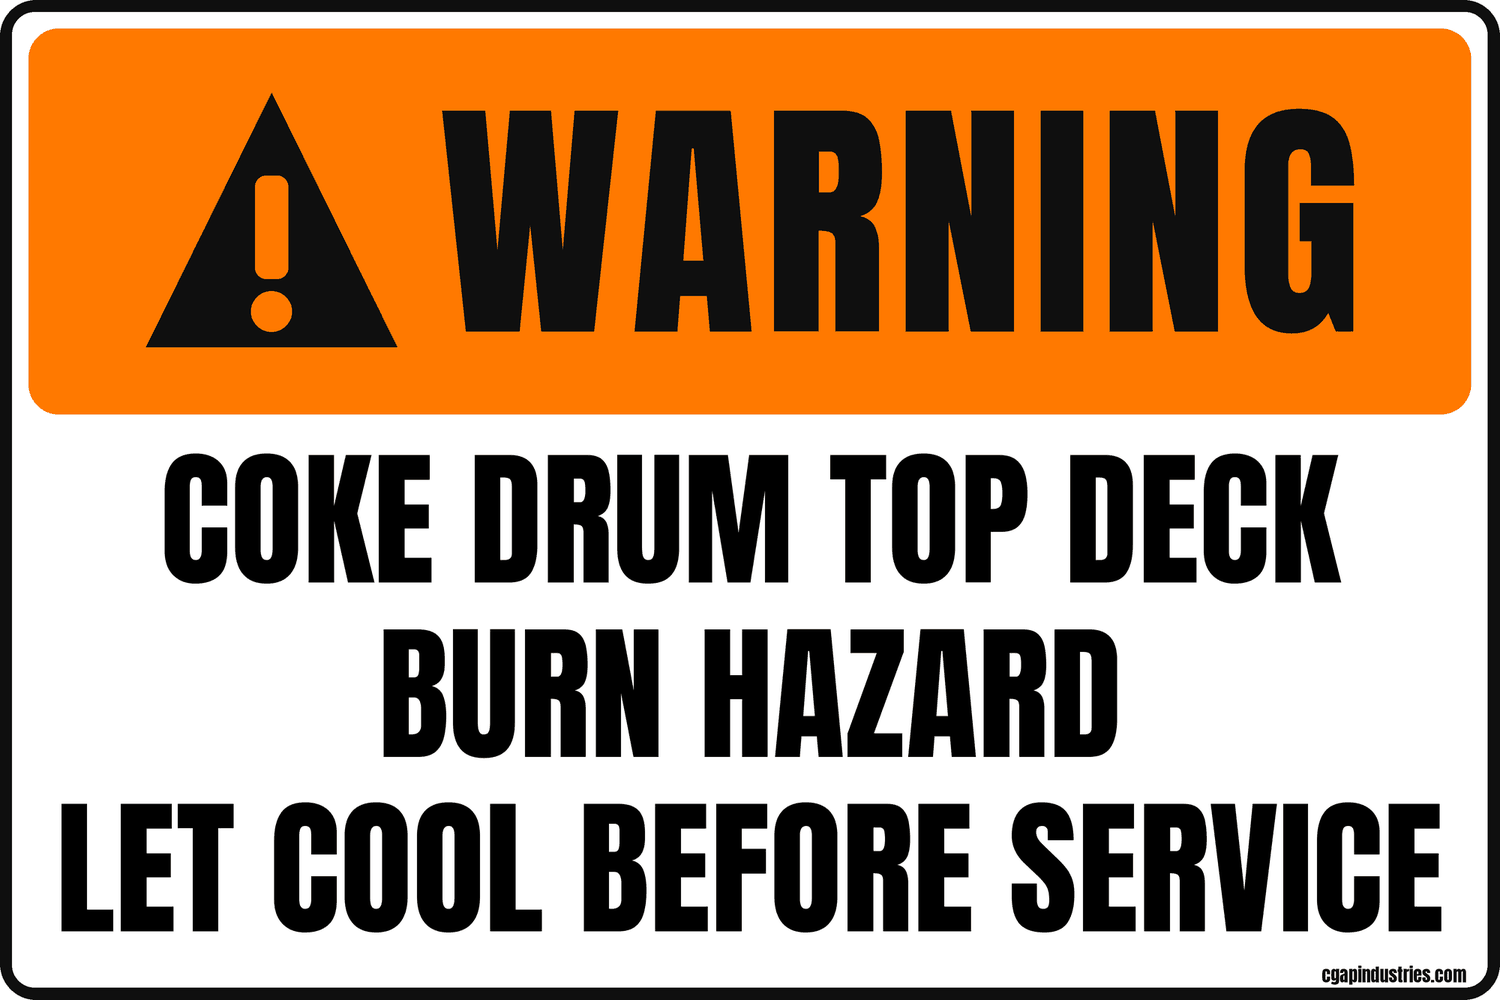 WARNING
COKE DRUM TOP DECK
BURN HAZARD
LET COOL BEFORE SERVICE
cgapindustries.com